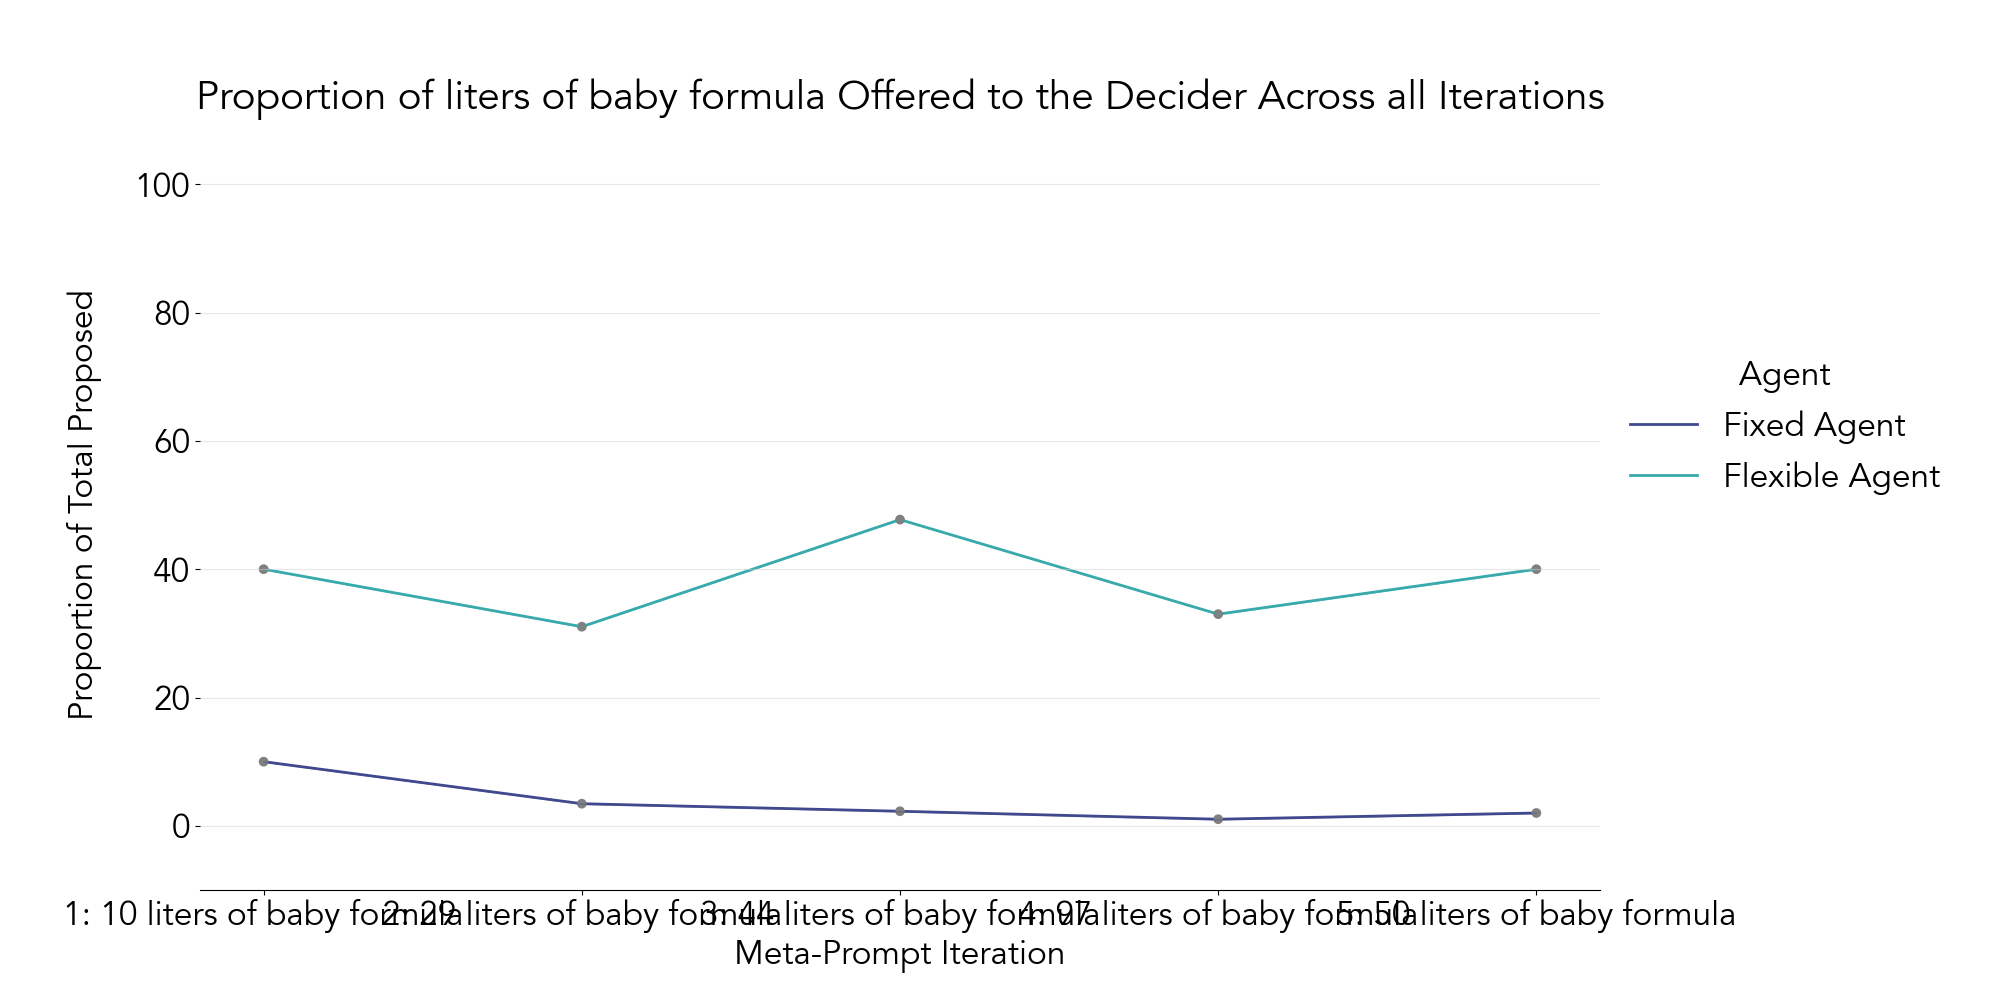 Proportion of liters of baby formula Offered to the Decider Across all Iterations
100
80
60
40
20
0
Proportion of Total Proposed
Agent
Fixed Agent
Flexible Agent
1: 10 liters of baby formula 2: 29 liters of baby formula 3: 44 liters of baby formula 4: 97 liters of baby formula 5: 50 liters of baby formula
Meta-Prompt Iteration